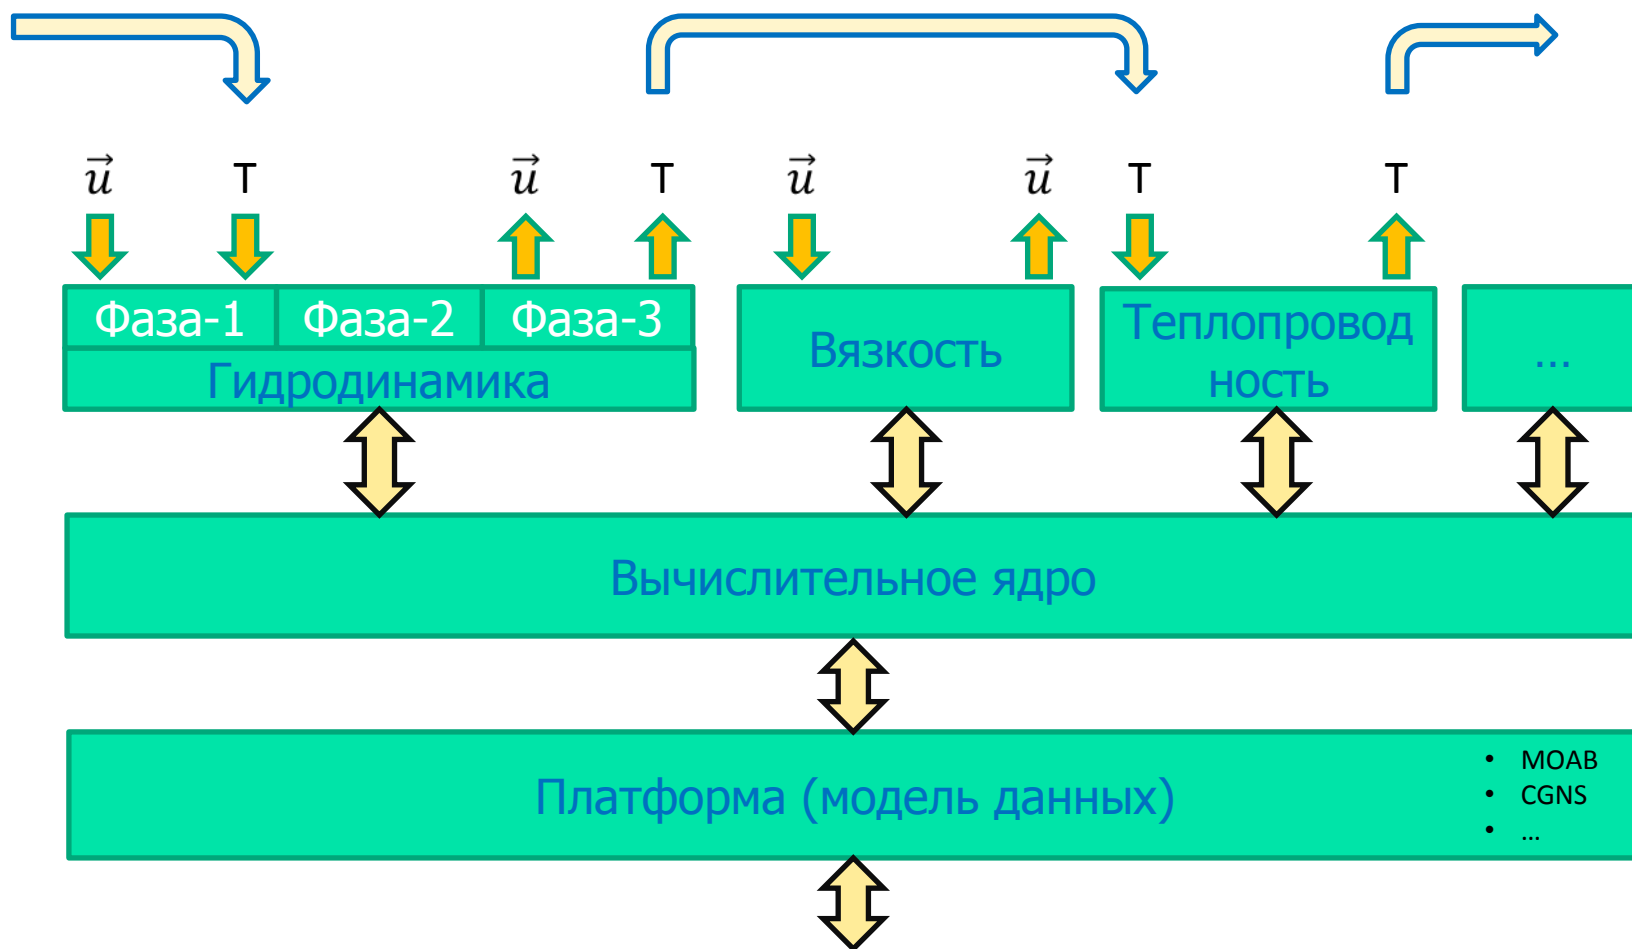 u⃗ T u⃗ T u⃗ u⃗ T T
Фаза-1 Фаза-2 Фаза-3
Гидродинамика
Вязкость
Теплопровод
ность
...
Вычислительное ядро
Платформа (модель данных)
• MOAB
• CGNS
• ...